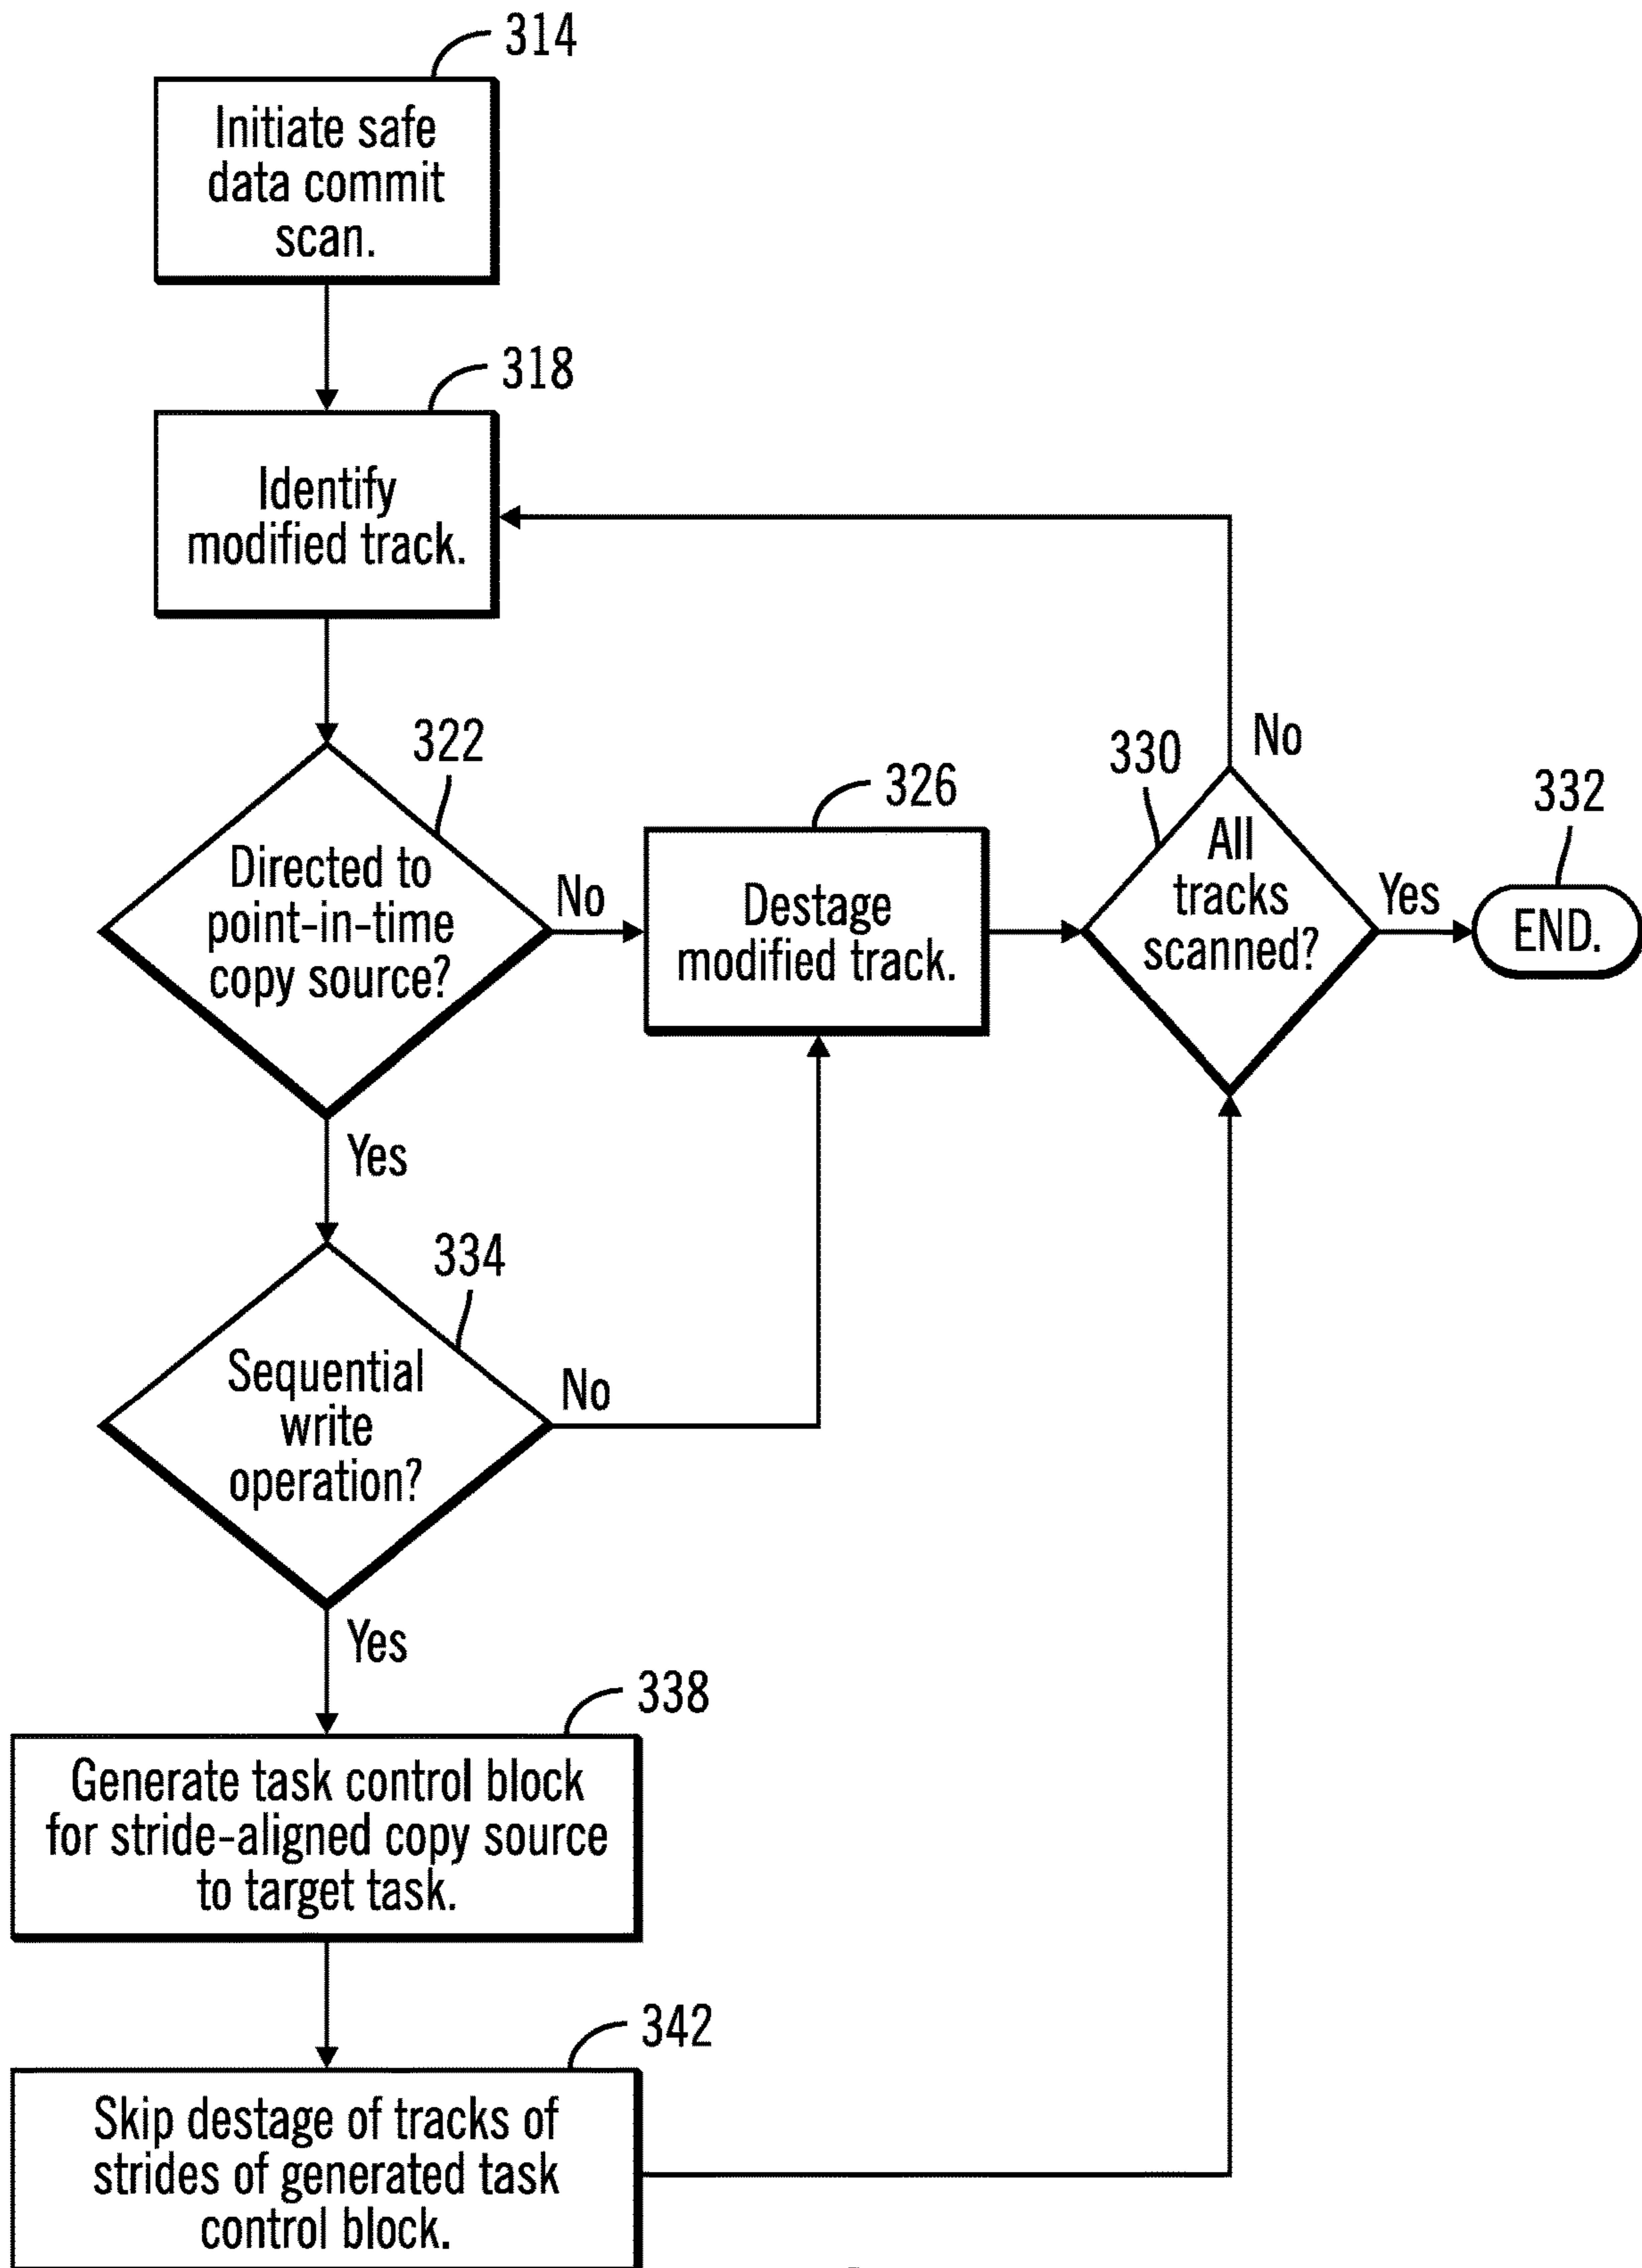 314
Initiate safe
data commit
scan.
318
Identify
modified track.
322
Directed to
point-in-time
copy source?
No
Yes
326
Destage
modified track.
330
All
tracks
scanned?
No
Yes
332
END.
334
Sequential
write
operation?
No
Yes
338
Generate task control block
for stride-aligned copy source
to target task.
342
Skip destage of tracks of
strides of generated task
control block.